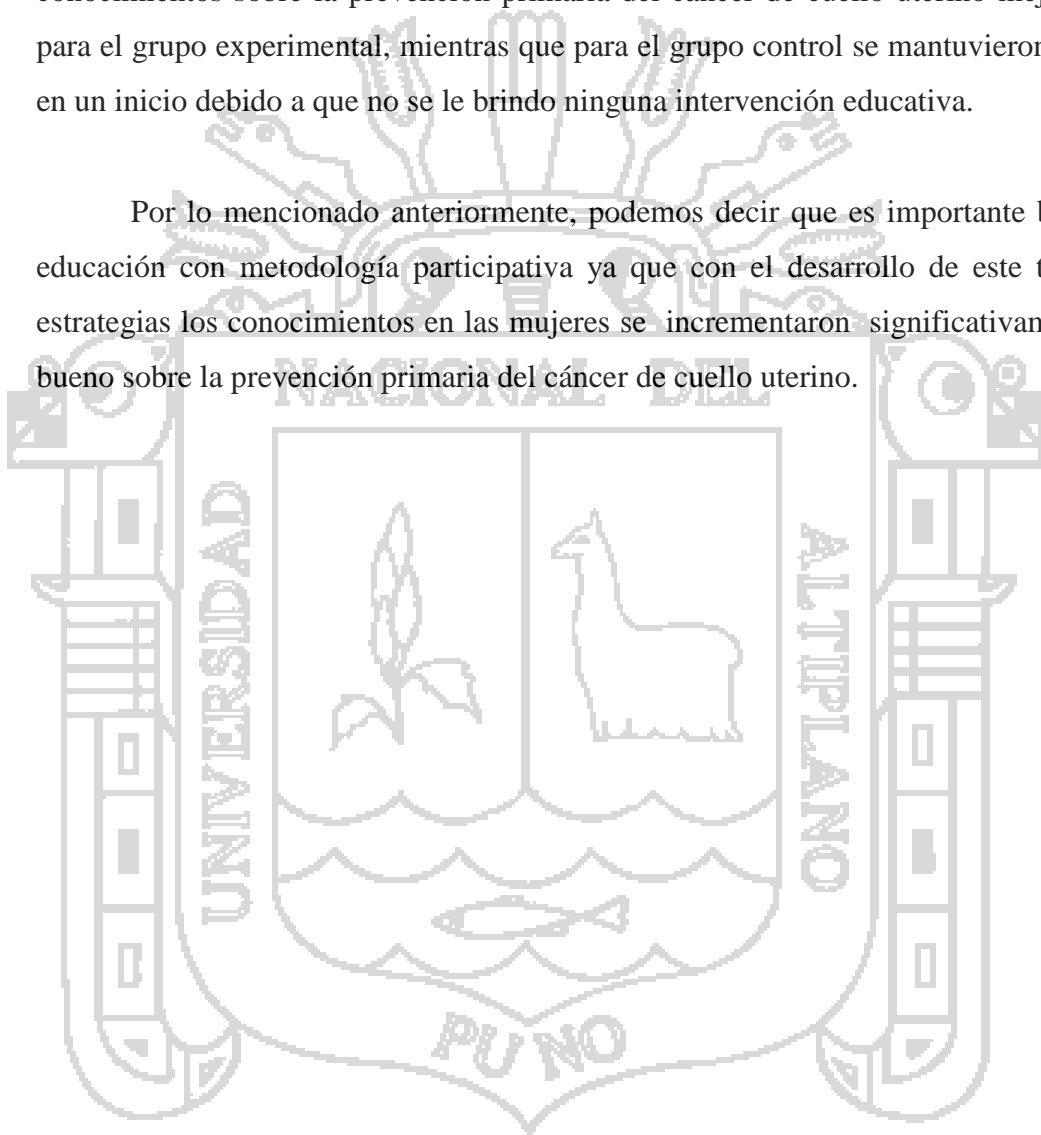 conocimientos sobre la prevención primaria del cáncer de cuello uterino
para el grupo experimental, mientras que para el grupo control se mantuvieron
en un inicio debido a que no se le brindo ninguna intervención educativa.
Por lo mencionado anteriormente, podemos decir que es importante
educación con metodología participativa ya que con el desarrollo de este
estrategias los conocimientos en las mujeres se incrementaron
bueno sobre la prevención primaria del cáncer de cuello uterino.
NACIONAL DEL
UNIVERSIDAD
ALTIPLANO
PUNO